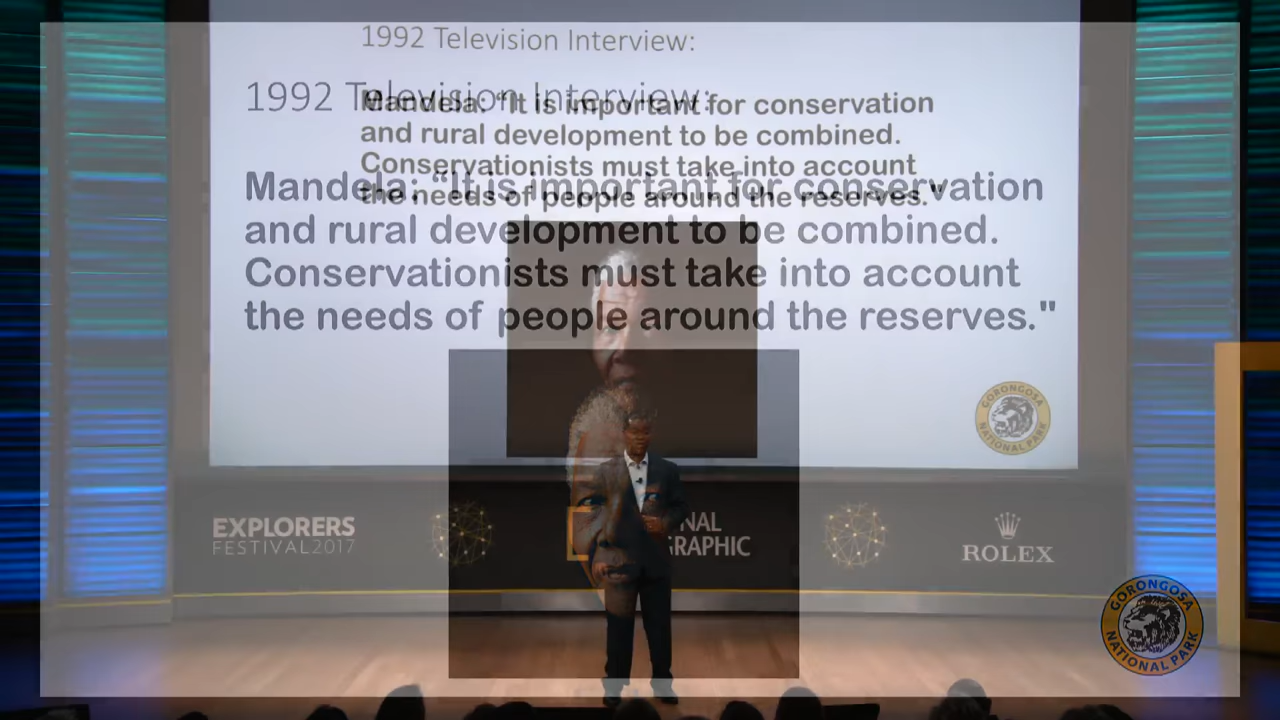 1992 Television Interview:
Mandela: "It is important for conservation
and rural development to be combined.
Conservationists must take into account
the needs of people around the reserves."
1992 Television Interview:
Mandela: "It is important for conservation
and rural development to be combined.
Conservationists must take into account
the needs of people around the reserves."
GORONGOSA
NATIONAL PARK
EXPLORERS
FESTIVAL2017
NAL
GRAPHIC
ROLEX
GORONGOSA
NATIONAL PARK